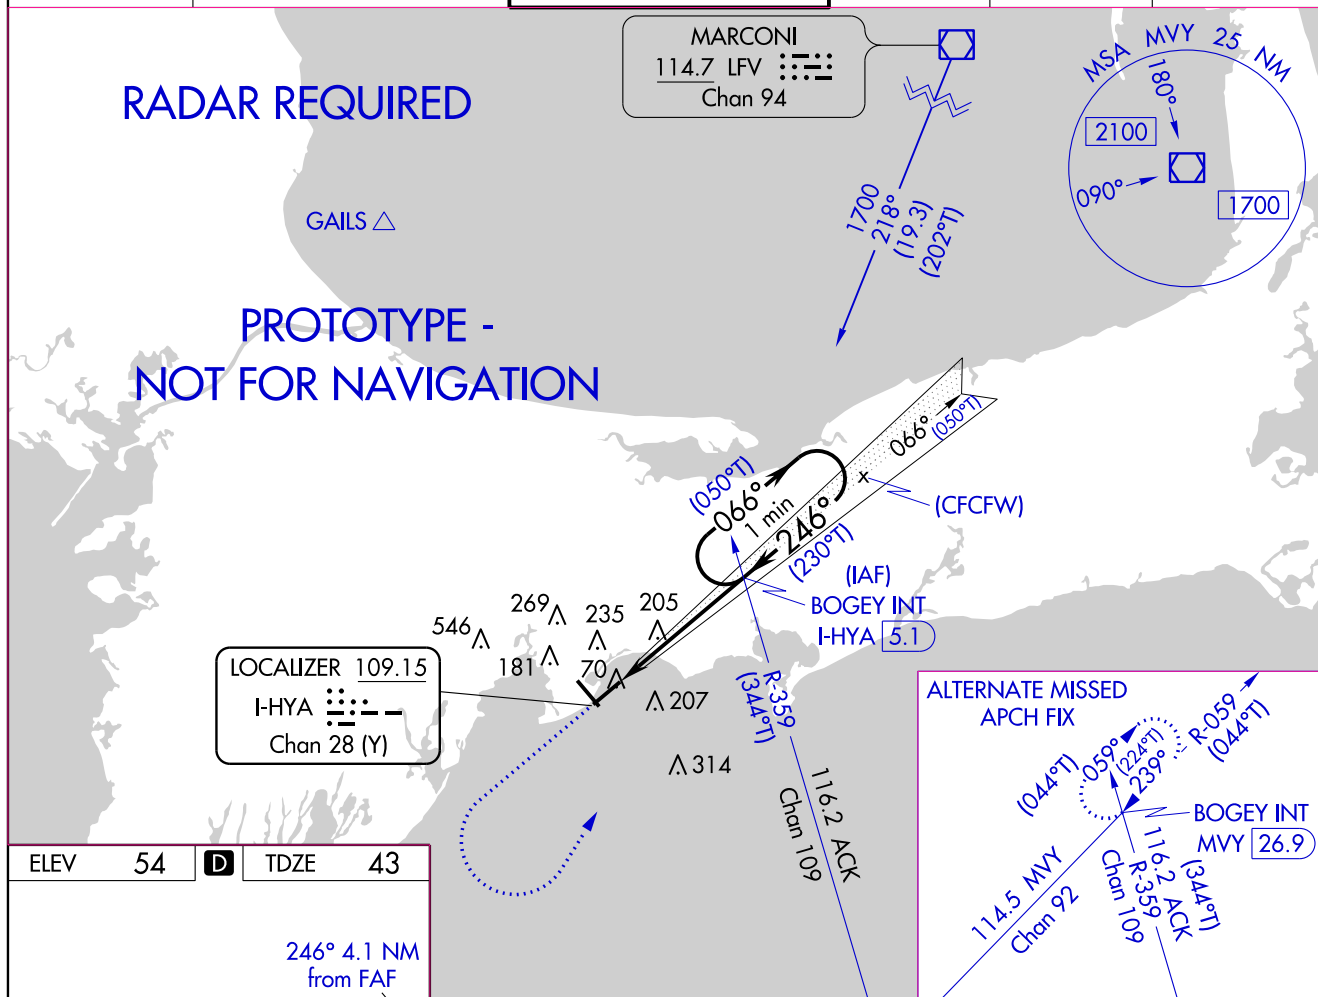 MARCONI
114.7 LFV
Chan 94
RADAR REQUIRED
MSA MVY 25 NM
180°
2100
090°
1700
1700
218°
(19.3)
(202°T)
GAILS
PROTOTYPE -
NOT FOR NAVIGATION
066°
(050°T)
x
(CFCFW)
(050°T)
066°
1 min
246°
(230°T)
(IAF)
BOGEY INT
I-HYA 5.1
269
235
205
546
181
70
207
314
LOCALIZER 109.15
I-HYA
Chan 28 (Y)
R-359
(344°T)
116.2 ACK
Chan 109
ALTERNATE MISSED
APCH FIX
R-059
(044°T)
(044°T)
059°
(224°T)
239°
BOGEY INT
MVY 26.9
114.5 MVY
Chan 92
(344°T)
116.2 ACK
R-359
Chan 109
ELEV 54 D TDZE 43
246° 4.1 NM
from FAF